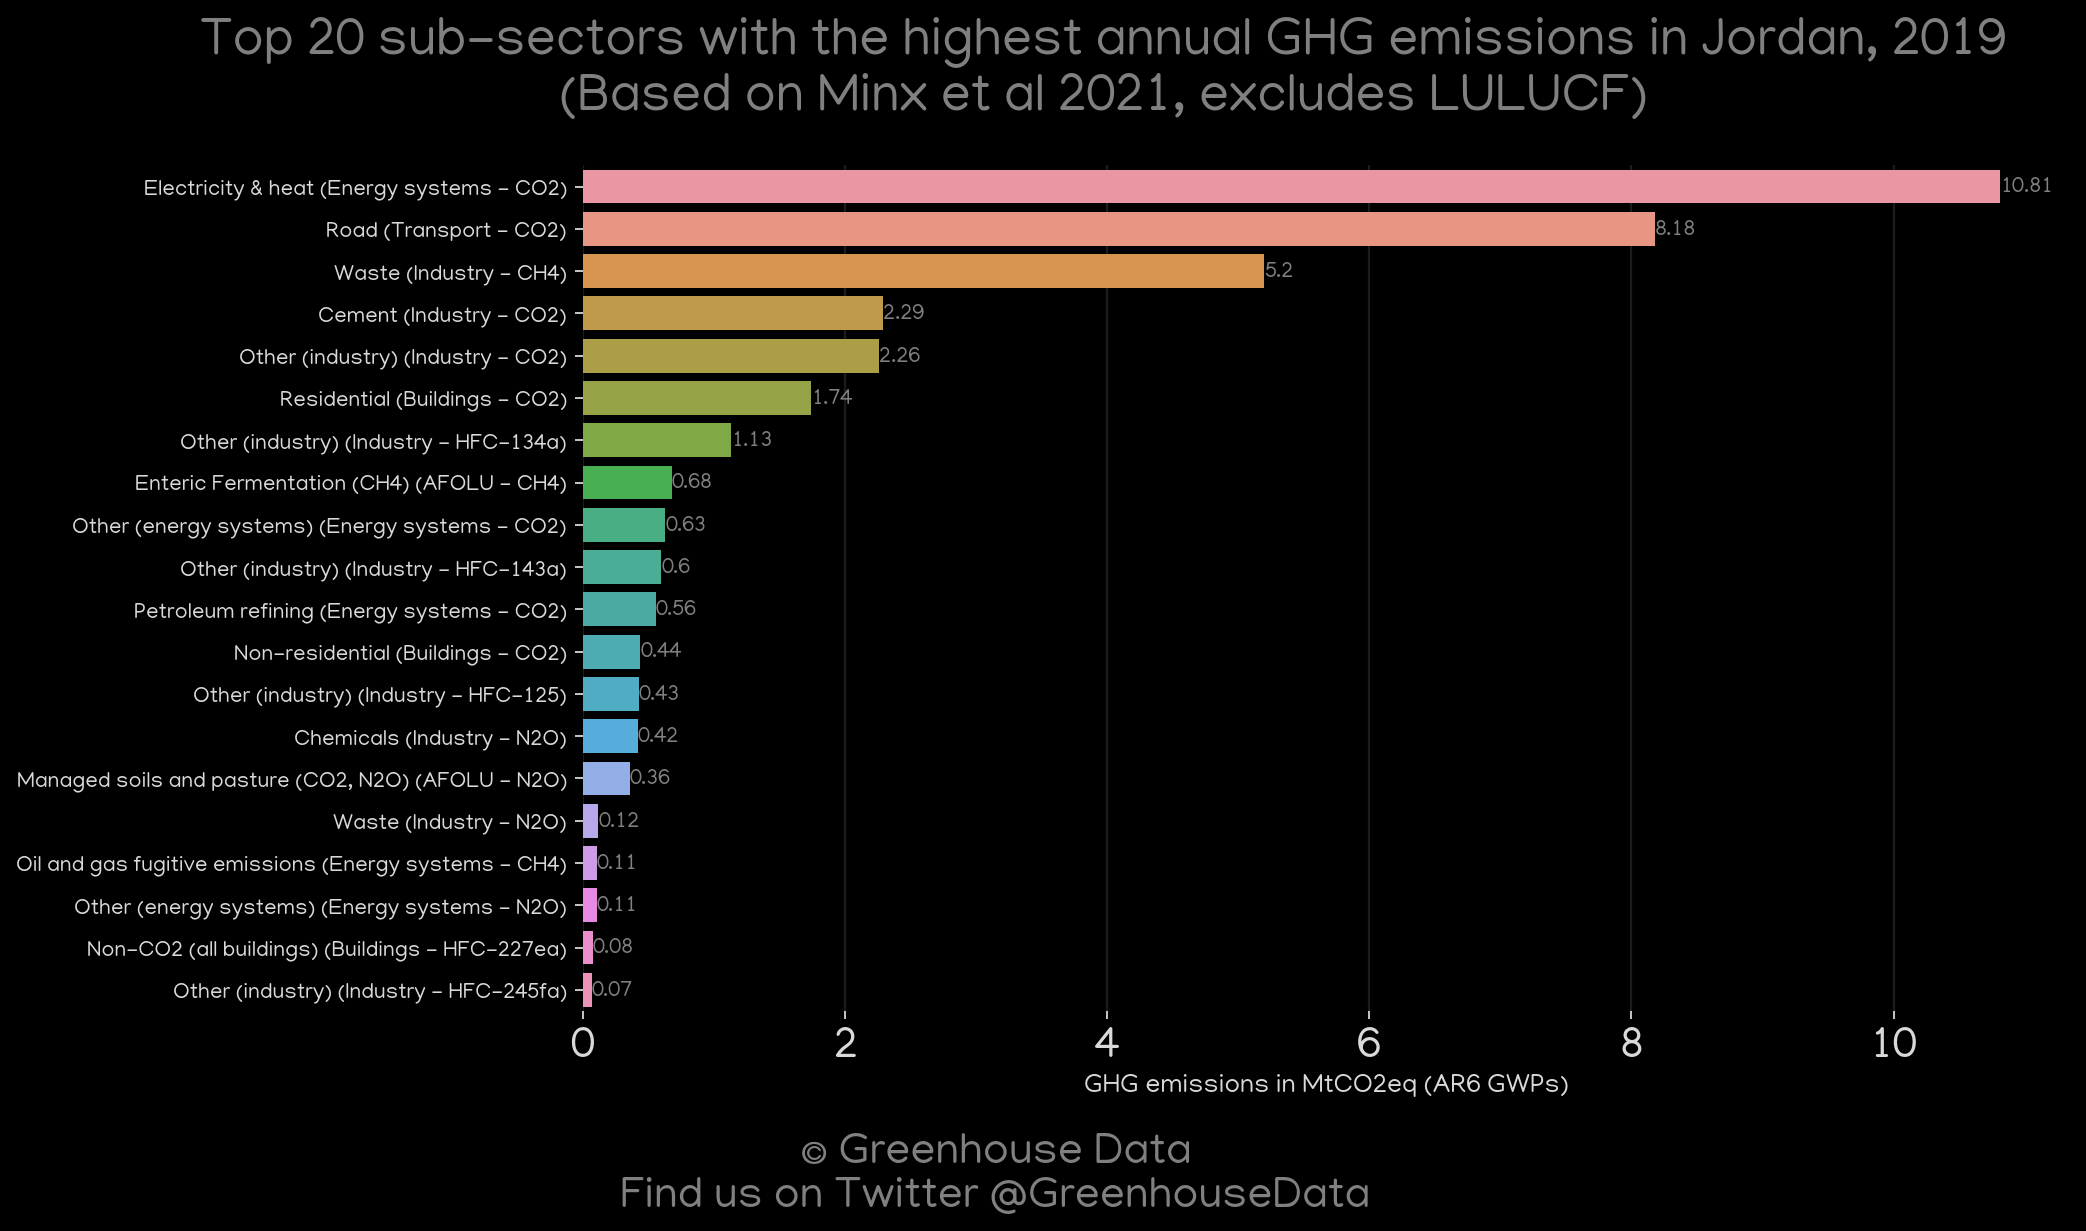 Top 20 sub-sectors with the highest annual GHG emissions in Jordan, 2019
(Based on Minx et al 2021, excludes LULUCF)
Electricity & heat (Energy systems - CO2) 10.81
Road (Transport - CO2) 8.18
Waste (Industry - CH4) 5.2
Cement (Industry - CO2) 2.29
Other (industry) (Industry - CO2) 2.26
Residential (Buildings - CO2) 1.74
Other (industry) (Industry - HFC-134a) 1.13
Enteric Fermentation (CH4) (AFOLU - CH4) 0.68
Other (energy systems) (Energy systems - CO2) 0.63
Other (industry) (Industry - HFC-143a) 0.6
Petroleum refining (Energy systems - CO2) 0.56
Non-residential (Buildings - CO2) 0.44
Other (industry) (Industry - HFC-125) 0.43
Chemicals (Industry - N2O) 0.42
Managed soils and pasture (CO2, N2O) (AFOLU - N2O) 0.36
Waste (Industry - N2O) 0.12
Oil and gas fugitive emissions (Energy systems - CH4) 0.11
Other (energy systems) (Energy systems - N2O) 0.11
Non-CO2 (all buildings) (Buildings - HFC-227ea) 0.08
Other (industry) (Industry - HFC-245fa) 0.07
0 2 4 6 8 10
GHG emissions in MtCO2eq (AR6 GWPs)
© Greenhouse Data
Find us on Twitter @GreenhouseData